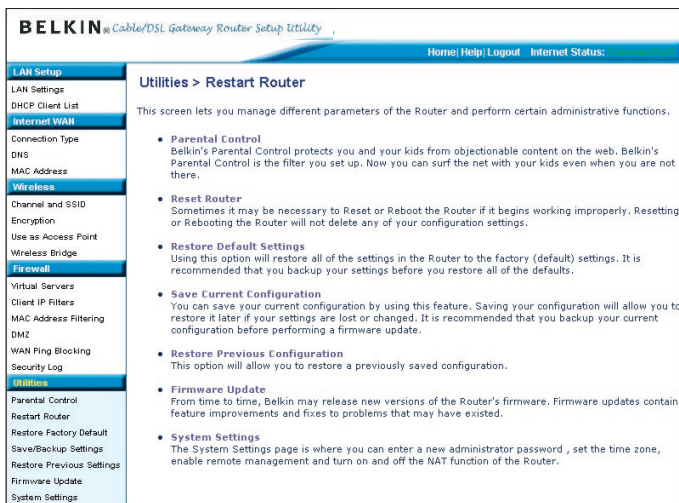 BELKIN® Cable/DSL Gateway Router Setup Utility
Home| Help| Logout Internet Status:
LAN Setup
LAN Settings
DHCP Client List
Internet WAN
Connection Type
DNS
MAC Address
Wireless
Channel and SSID
Encryption
Use as Access Point
Wireless Bridge
Firewall
Virtual Servers
Client IP Filters
MAC Address Filtering
DMZ
WAN Ping Blocking
Security Log
Utilities
Parental Control
Restart Router
Restore Factory Default
Save/Backup Settings
Restore Previous Settings
Firmware Update
System Settings
Utilities > Restart Router
This screen lets you manage different parameters of the Router and perform certain administrative functions.
• Parental Control
Belkin's Parental Control protects you and your kids from objectionable content on the web. Belkin's
Parental Control is the filter you set up. Now you can surf the net with your kids even when you are not
there.
• Reset Router
Sometimes it may be necessary to Reset or Reboot the Router if it begins working improperly. Resetting
or Rebooting the Router will not delete any of your configuration settings.
• Restore Default Settings
Using this option will restore all of the settings in the Router to the factory (default) settings. It is
recommended that you backup your settings before you restore all of the defaults.
• Save Current Configuration
You can save your current configuration by using this feature. Saving your configuration will allow you to
restore it later if your settings are lost or changed. It is recommended that you backup your current
configuration before performing a firmware update.
• Restore Previous Configuration
This option will allow you to restore a previously saved configuration.
• Firmware Update
From time to time, Belkin may release new versions of the Router's firmware. Firmware updates contain
feature improvements and fixes to problems that may have existed.
• System Settings
The System Settings page is where you can enter a new administrator password , set the time zone,
enable remote management and turn on and off the NAT function of the Router.